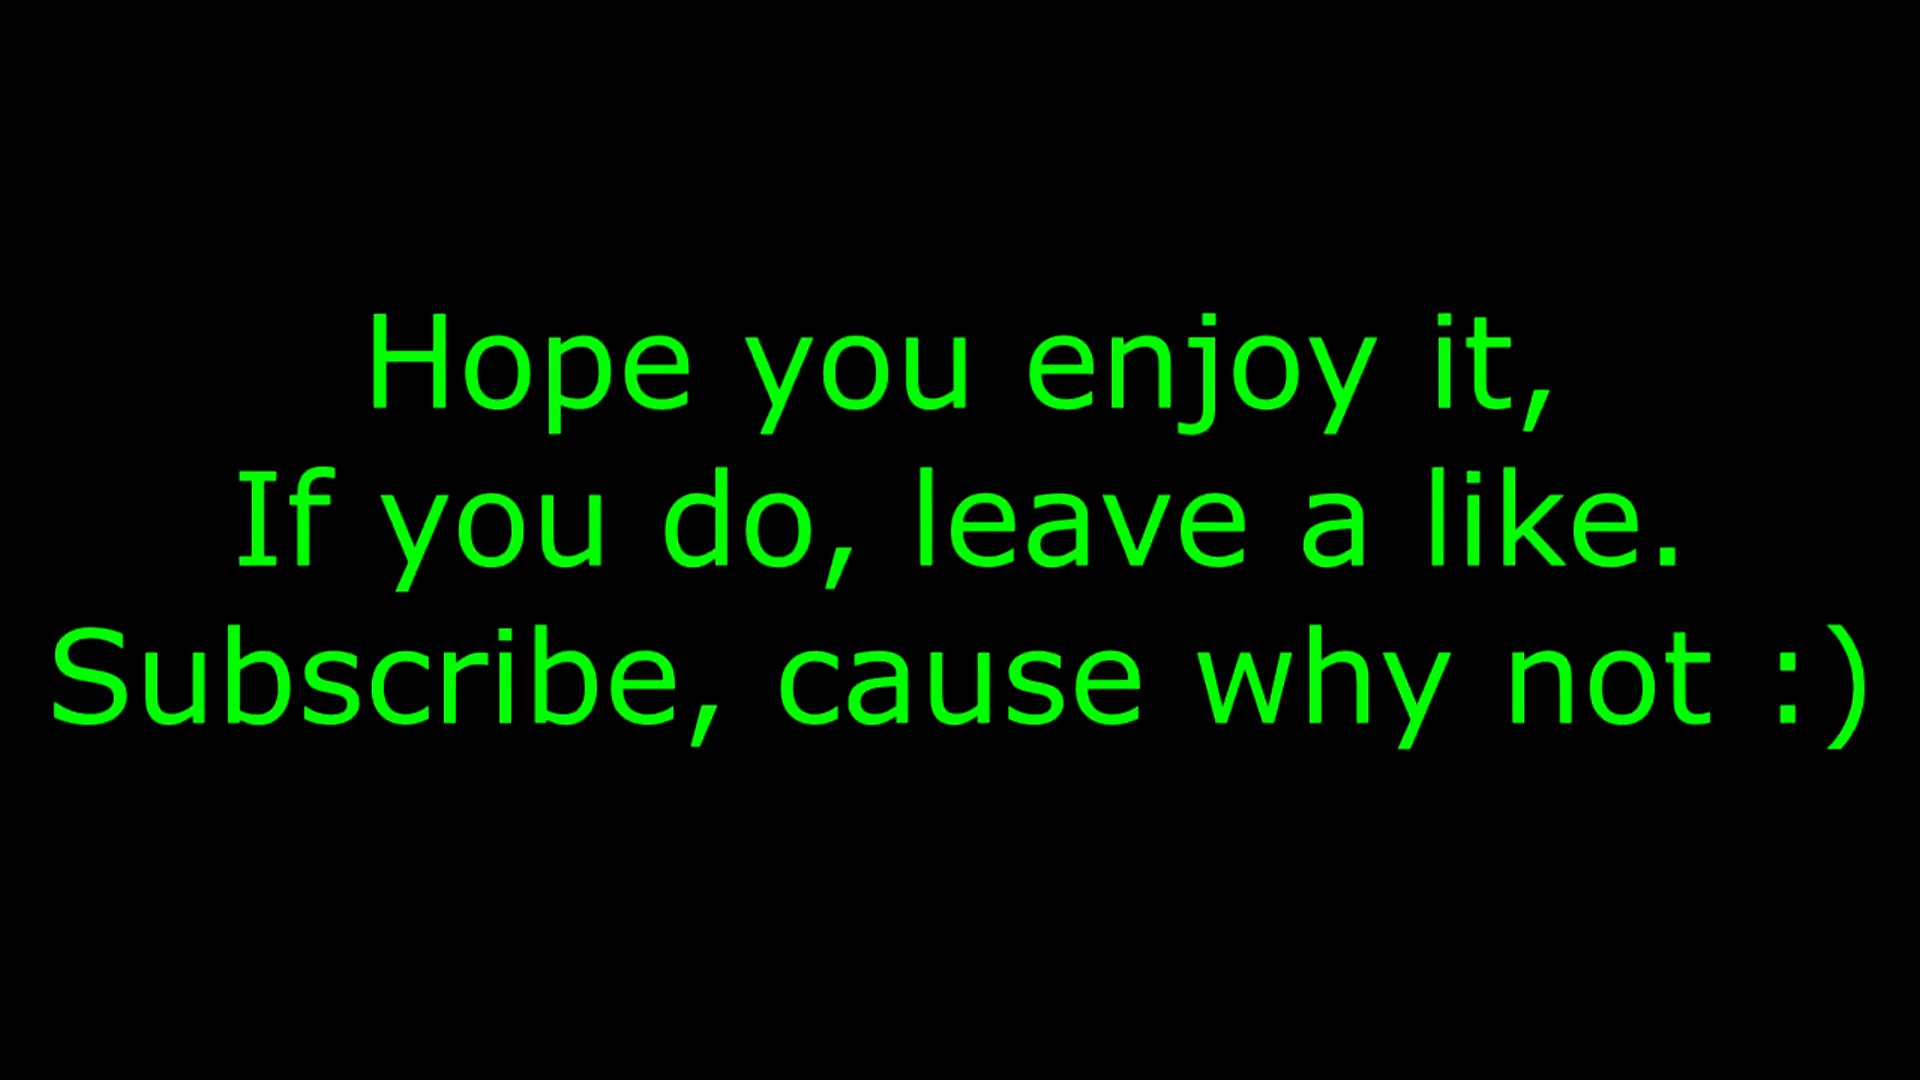 Hope you enjoy it,
If you do, leave a like.
Subscribe, cause why not :)